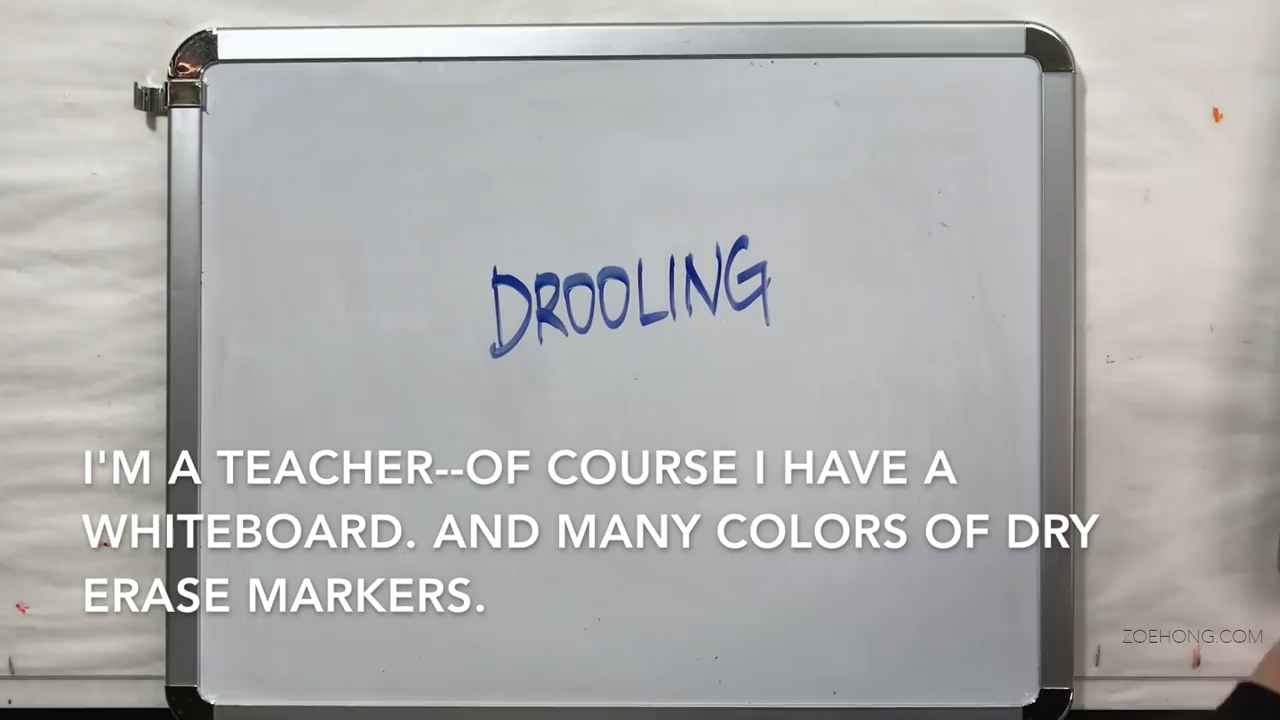 DROOLING
I'M A TEACHER--OF COURSE I HAVE A
WHITEBOARD. AND MANY COLORS OF DRY
ERASE MARKERS.
ZOEHONG.COM